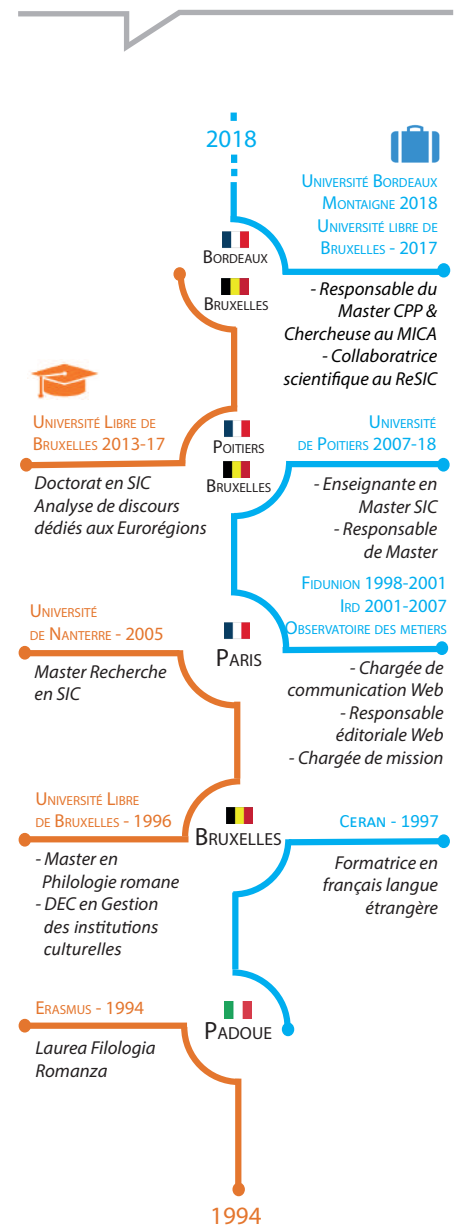 2018
Université Bordeaux
Montaigne 2018
Université libre de
Bruxelles - 2017
Bordeaux
Bruxelles
- Responsable du
Master CPP &
Chercheuse au MICA
- Collaboratrice
scientifique au ReSIC
Université Libre de
Bruxelles 2013-17
Doctorat en SIC
Analyse de discours
dédiés aux Eurorégions
Poitiers
Bruxelles
Université
de Poitiers 2007-18
- Enseignante en
Master SIC
- Responsable
de Master
Fidunion 1998-2001
Ird 2001-2007
Observatoire des metiers
- Chargée de
communication Web
- Responsable
éditoriale Web
- Chargée de mission
Université
de Nanterre - 2005
Master Recherche
en SIC
Paris
Université Libre
de Bruxelles - 1996
- Master en
Philologie romane
- DEC en Gestion
des institutions
culturelles
Bruxelles
Ceran - 1997
Formatrice en
français langue
étrangère
Erasmus - 1994
Laurea Filologia
Romanza
Padoue
1994